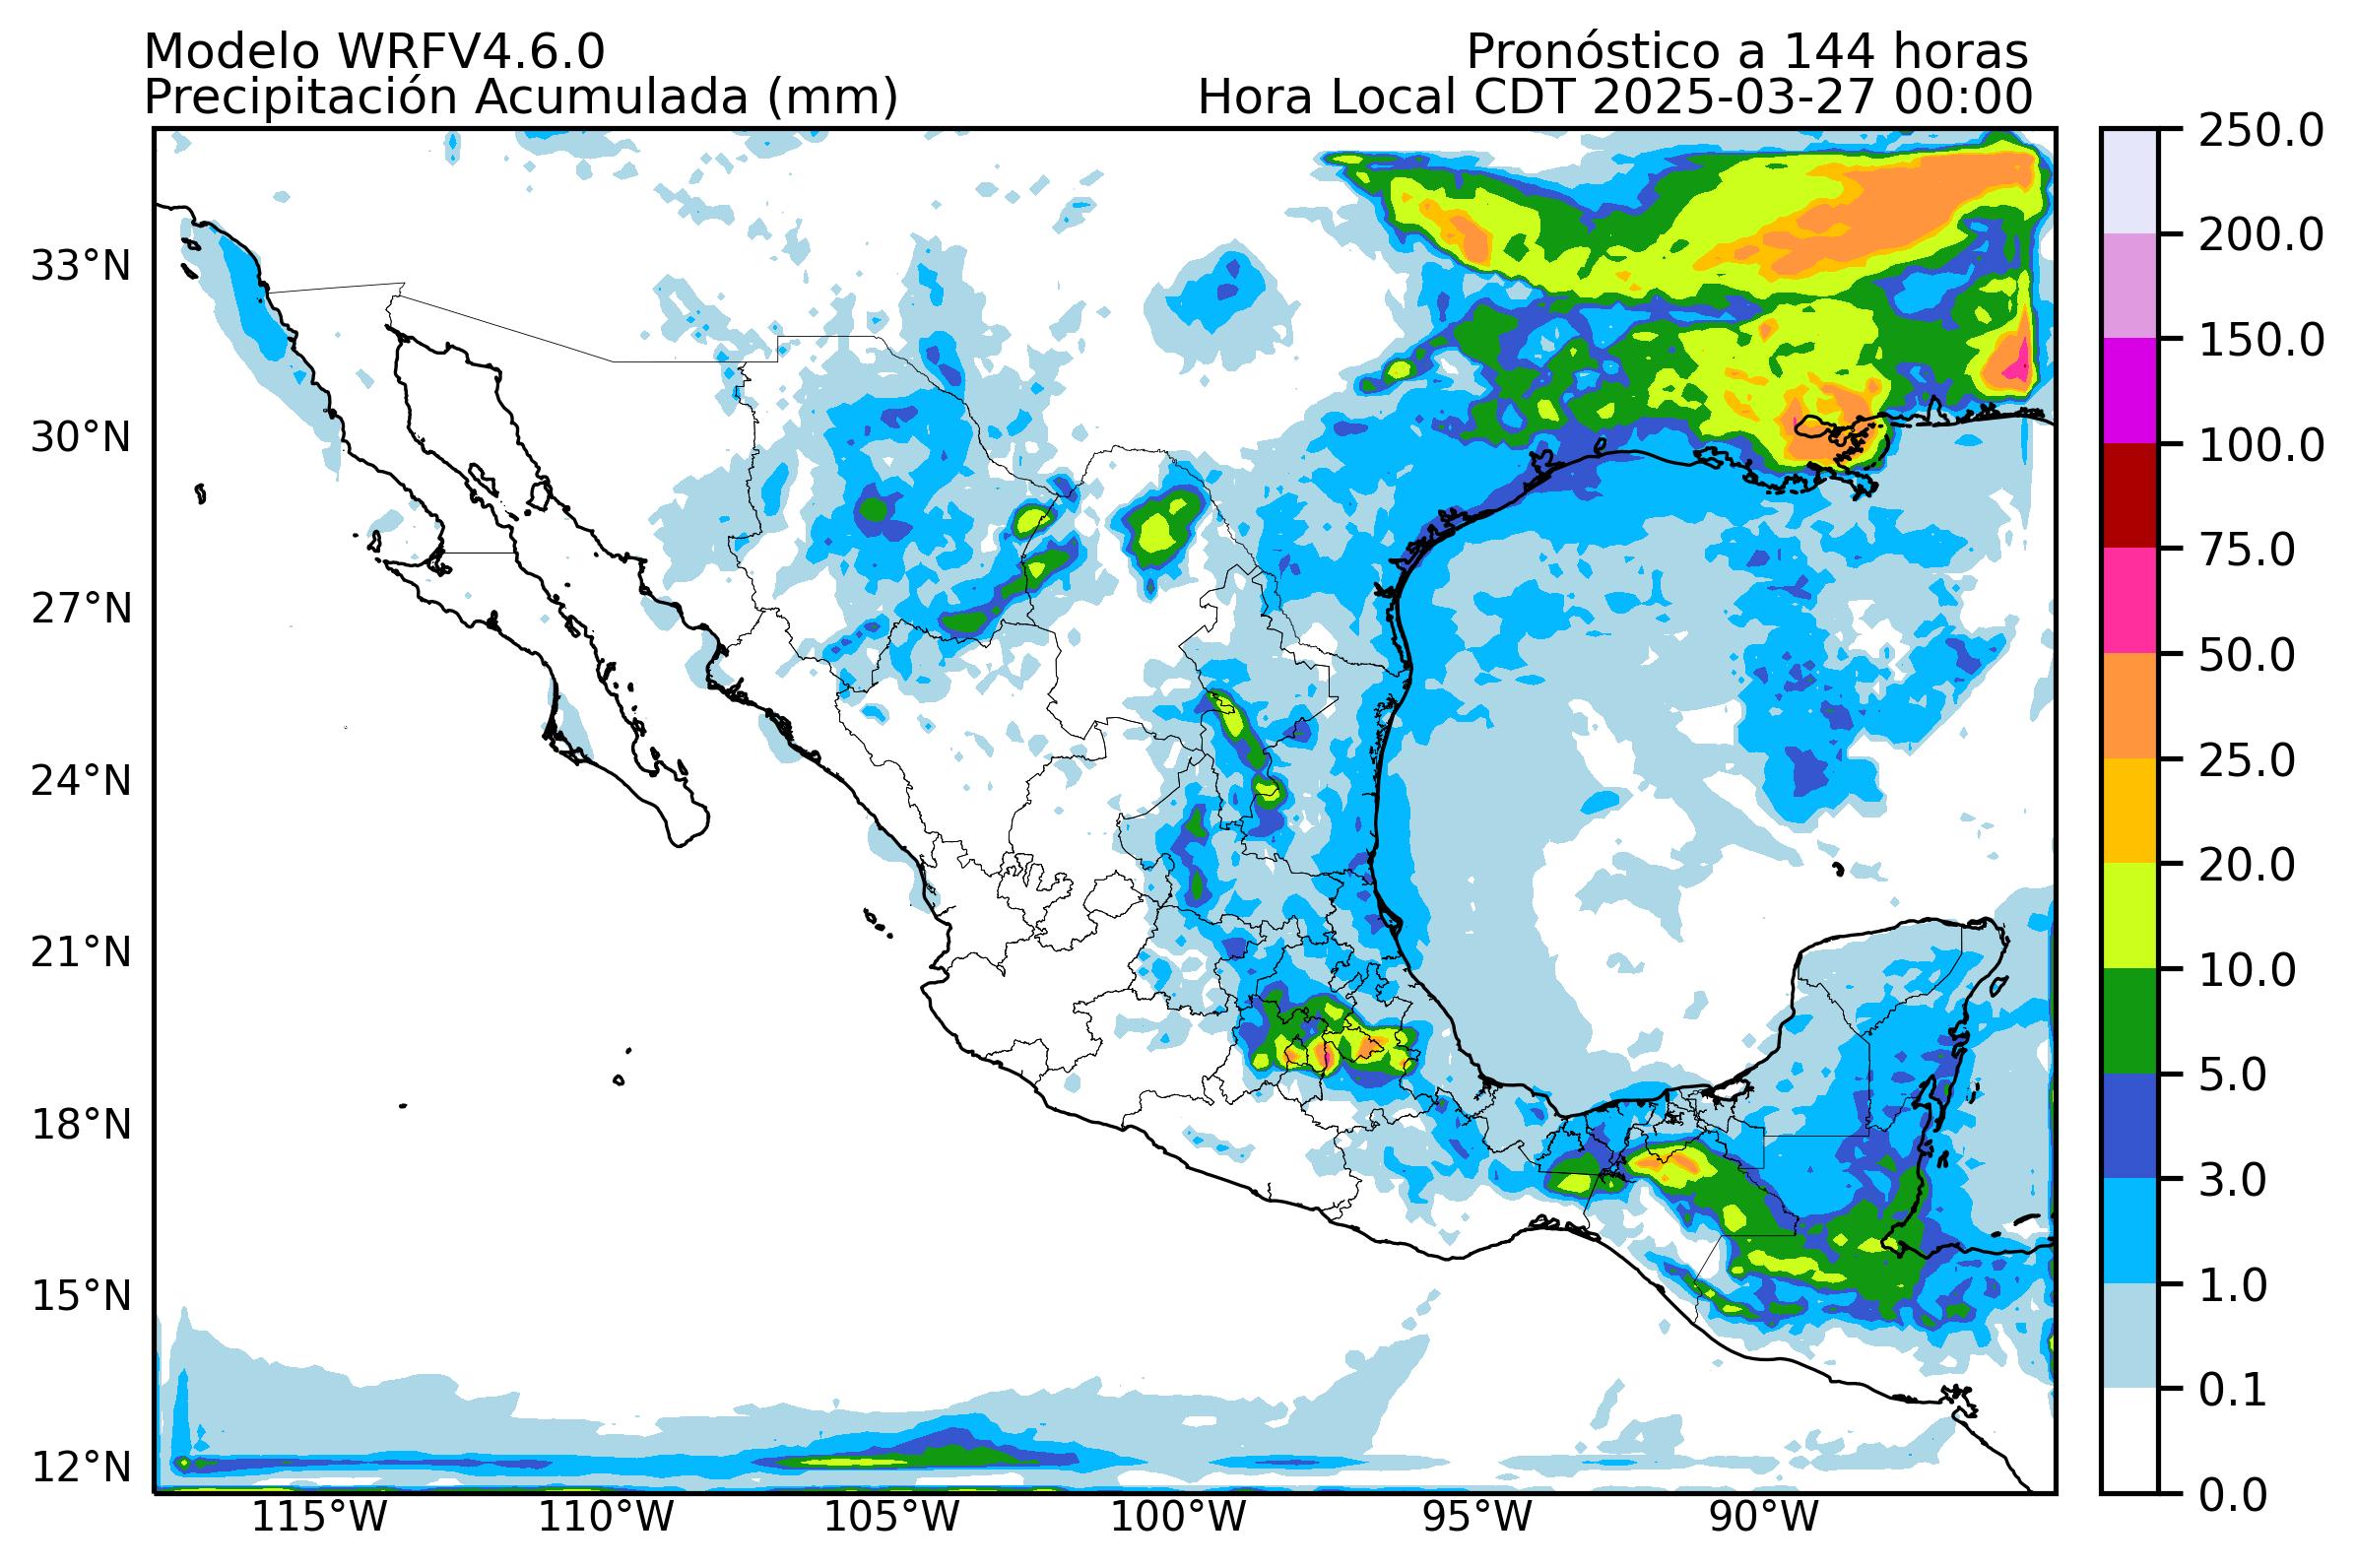 Modelo WRFV4.6.0
Pronóstico a 144 horas
Precipitación Acumulada (mm)
Hora Local CDT 2025-03-27 00:00
33°N
30°N
27°N
24°N
21°N
18°N
15°N
12°N
115°W
110°W
105°W
100°W
95°W
90°W
250.0
200.0
150.0
100.0
75.0
50.0
25.0
20.0
10.0
5.0
3.0
1.0
0.1
0.0